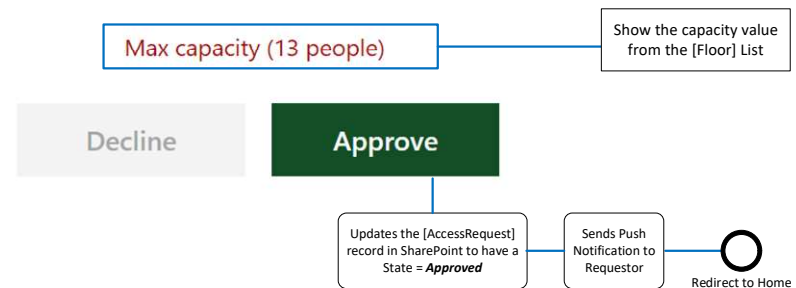 Max capacity (13 people)
Show the capacity value
from the [Floor] List
Decline
Approve
Updates the [AccessRequest]
record in SharePoint to have a
State = Approved
Sends Push
Notification to
Requestor
Redirect to Home